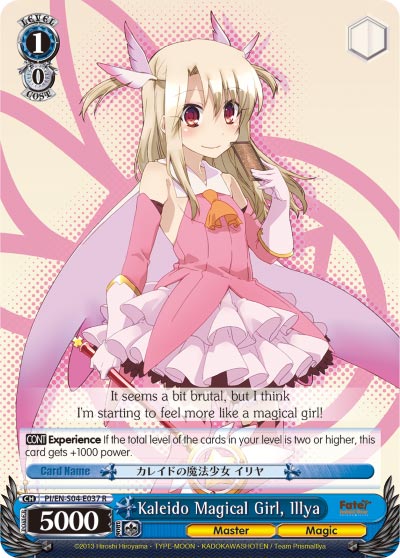 LEVEL
1
0
COST
It seems a bit brutal, but I think
I'm starting to feel more like a magical girl!
CONT Experience If the total level of the cards in your level is two or higher, this
card gets +1000 power.
Card Name カレイドの魔法少女 イリヤ
CH PI/EN-S04-E037 R
POWER 5000 Kaleido Magical Girl, Illya Fate
Master Magic
©2013 Hiroshi Hiroyama · TYPE-MOON · KADOKAWASHOTEN / Team PrismaIllya